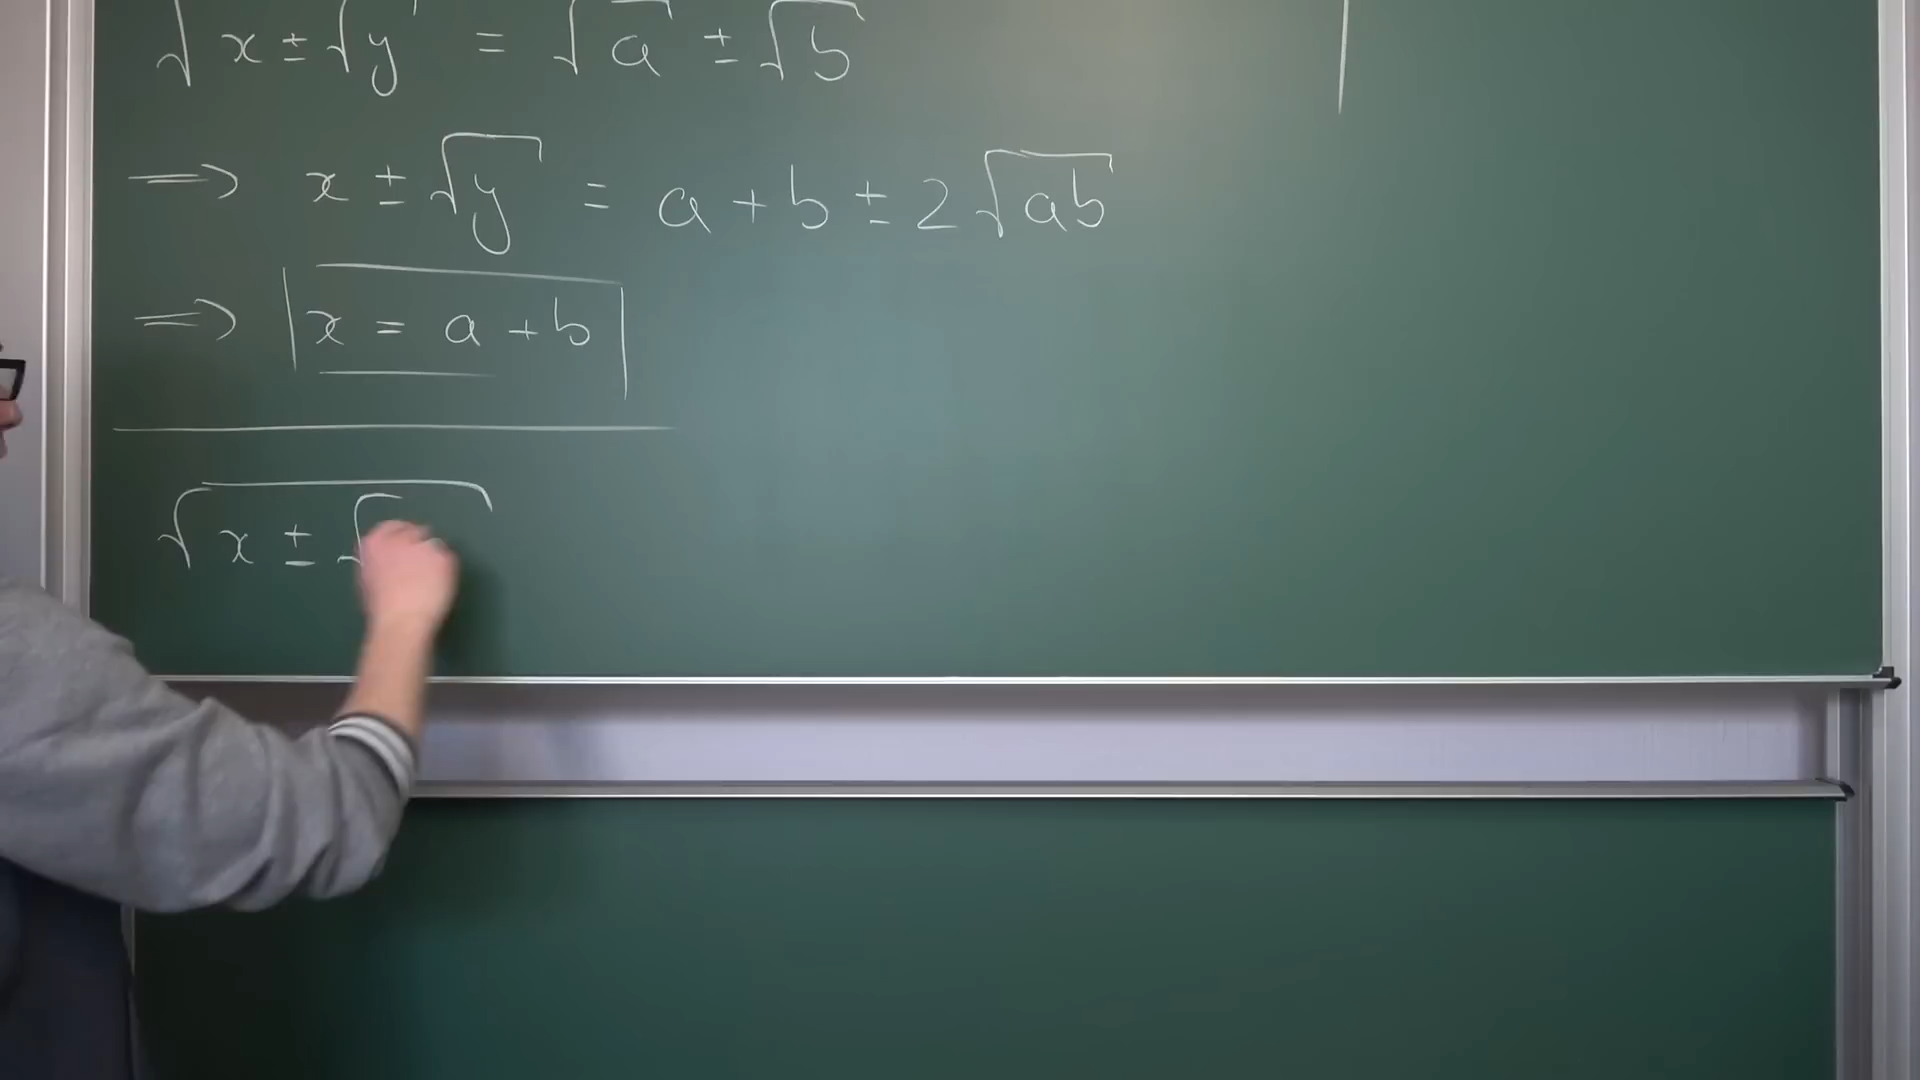 √(x ± √y) = √a ± √b
⇒ x ± √y = a + b ± 2√ab
⇒ x = a + b
√(x ± √